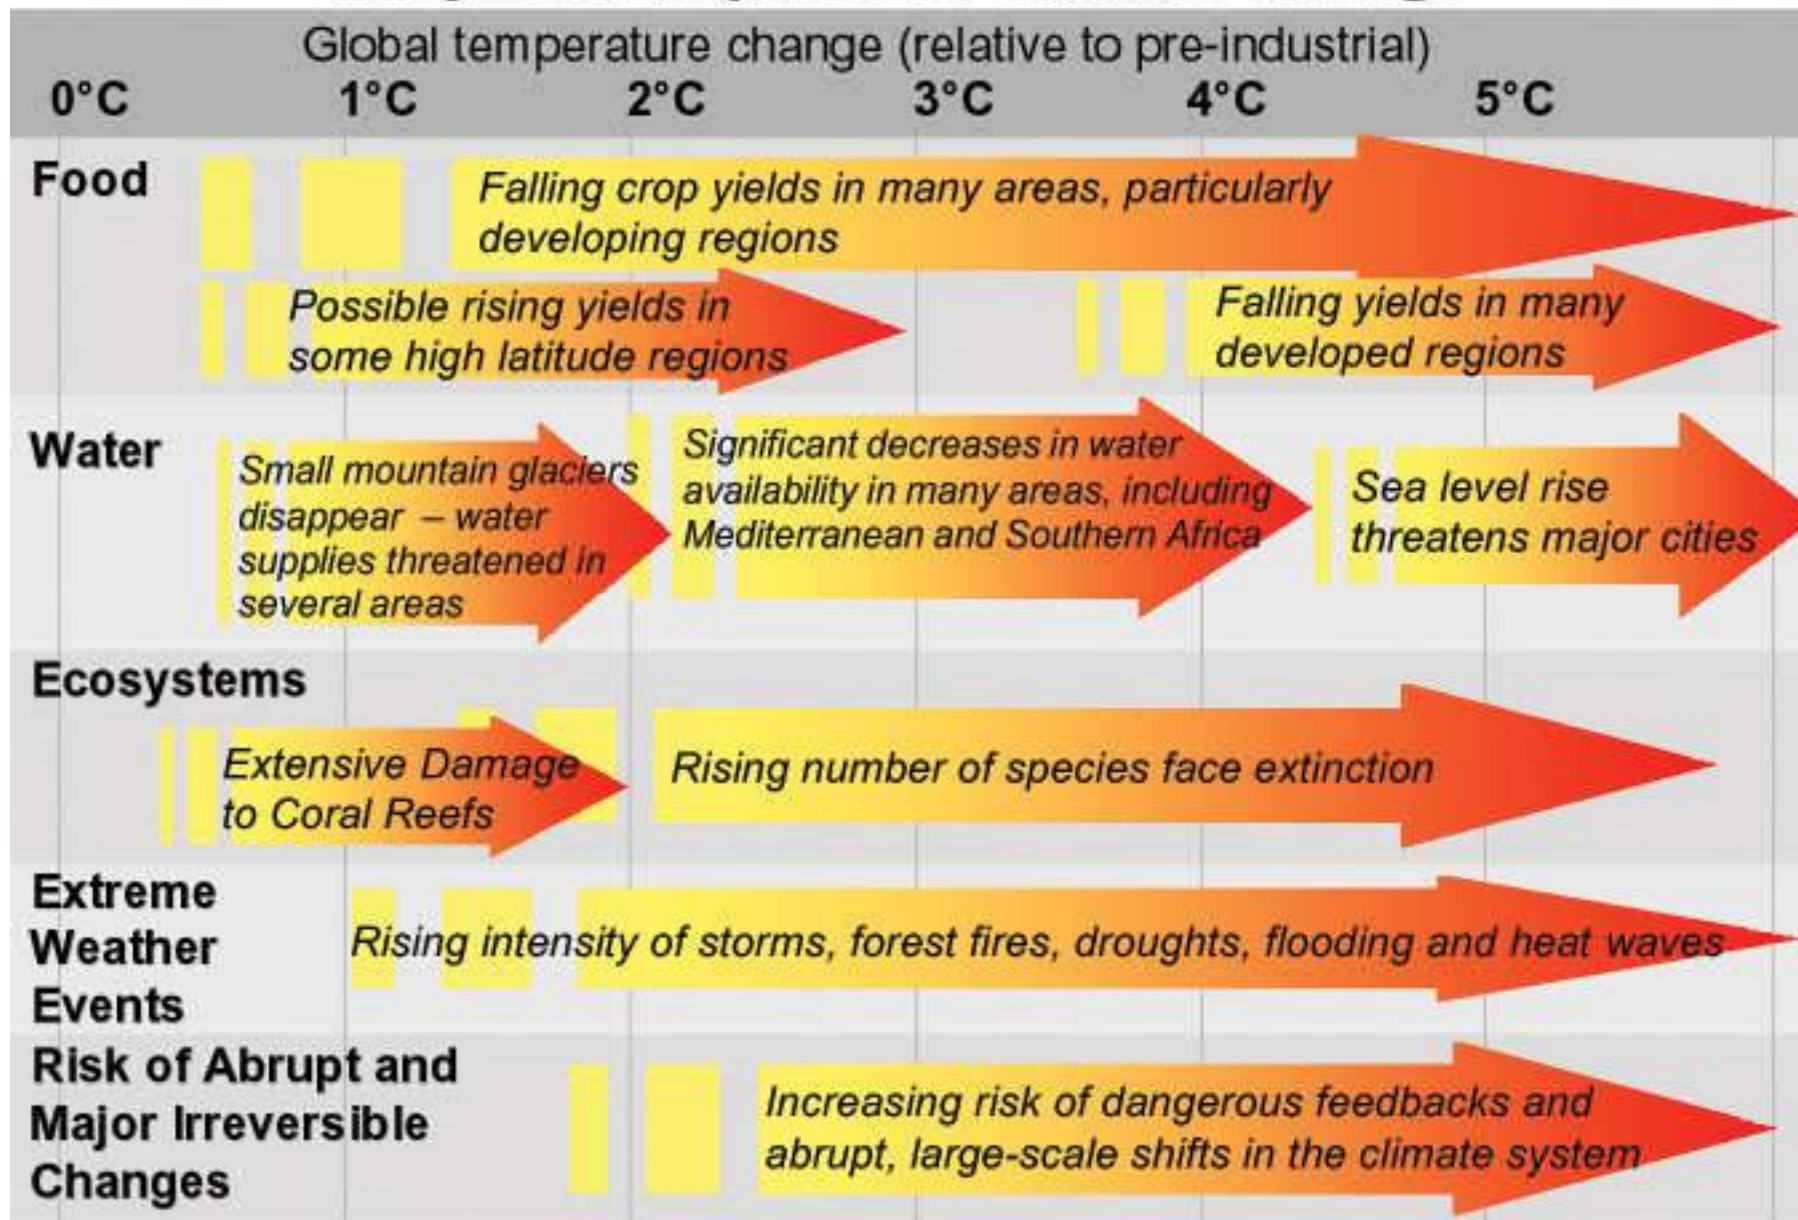 Global temperature change (relative to pre-industrial)
0°C 1°C 2°C 3°C 4°C 5°C
Food
Falling crop yields in many areas, particularly
developing regions
Possible rising yields in
some high latitude regions
Falling yields in many
developed regions
Water
Small mountain glaciers
disappear – water
supplies threatened in
several areas
Significant decreases in water
availability in many areas, including
Mediterranean and Southern Africa
Sea level rise
threatens major cities
Ecosystems
Extensive Damage
to Coral Reefs
Rising number of species face extinction
Extreme
Weather
Events
Rising intensity of storms, forest fires, droughts, flooding and heat waves
Risk of Abrupt and
Major Irreversible
Changes
Increasing risk of dangerous feedbacks and
abrupt, large-scale shifts in the climate system